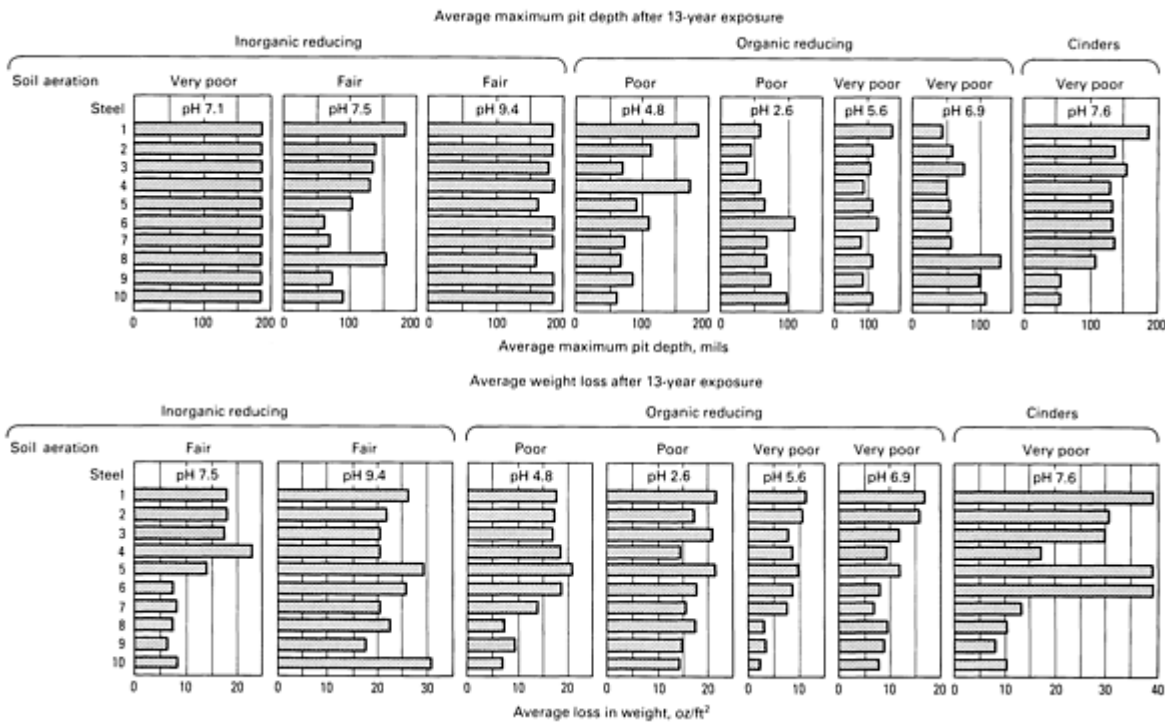 Average maximum pit depth after 13-year exposure
Inorganic reducing Organic reducing Cinders
Soil aeration Very poor Fair Fair Poor Poor Very poor Very poor Very poor
Steel pH 7.1 pH 7.5 pH 9.4 pH 4.8 pH 2.6 pH 5.6 pH 6.9 pH 7.6
1
2
3
4
5
6
7
8
9
10
0 100 200 0 100 200 0 100 200 0 100 200 0 100 0 100 0 100 0 100 200
Average maximum pit depth, mils
Average weight loss after 13-year exposure
Inorganic reducing Organic reducing Cinders
Soil aeration Fair Fair Poor Poor Very poor Very poor Very poor
Steel pH 7.5 pH 9.4 pH 4.8 pH 2.6 pH 5.6 pH 6.9 pH 7.6
1
2
3
4
5
6
7
8
9
10
0 10 20 0 10 20 30 0 10 20 0 10 20 0 10 0 10 20 0 10 20 30 40
Average loss in weight, oz/ft²